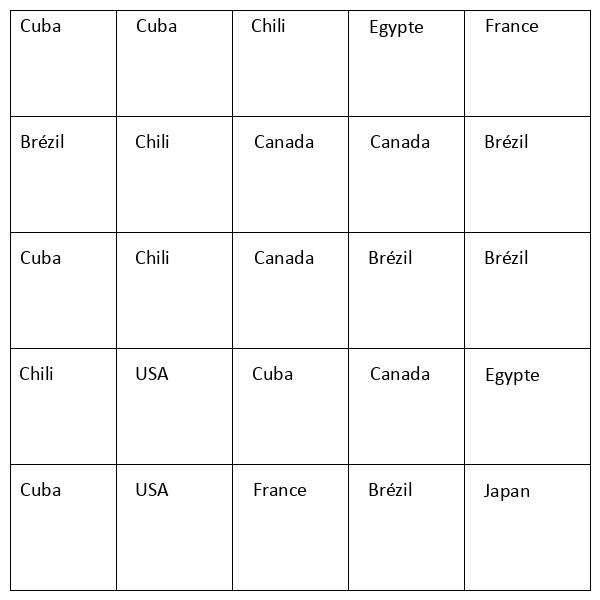 Cuba Cuba Chili Egypte France
Brézil Chili Canada Canada Brézil
Cuba Chili Canada Brézil Brézil
Chili USA Cuba Canada Egypte
Cuba USA France Brézil Japan